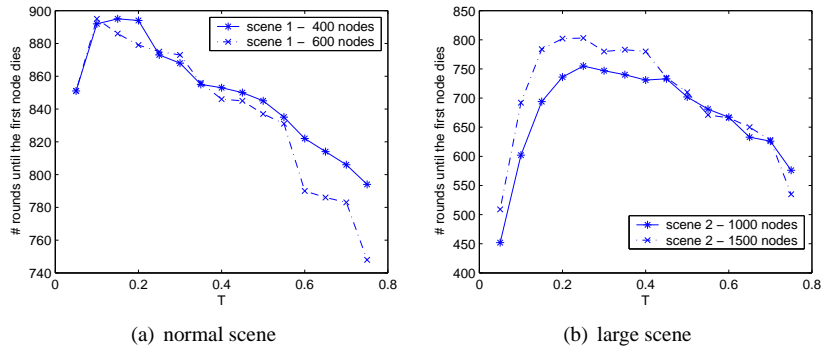 900
880
860
840
820
800
780
760
740
0
0.2
0.4
0.6
0.8
# rounds until the first node dies
T
scene 1 − 400 nodes
scene 1 − 600 nodes
(a) normal scene
850
800
750
700
650
600
550
500
450
400
0
0.2
0.4
0.6
0.8
# rounds until the first node dies
T
scene 2 − 1000 nodes
scene 2 − 1500 nodes
(b) large scene